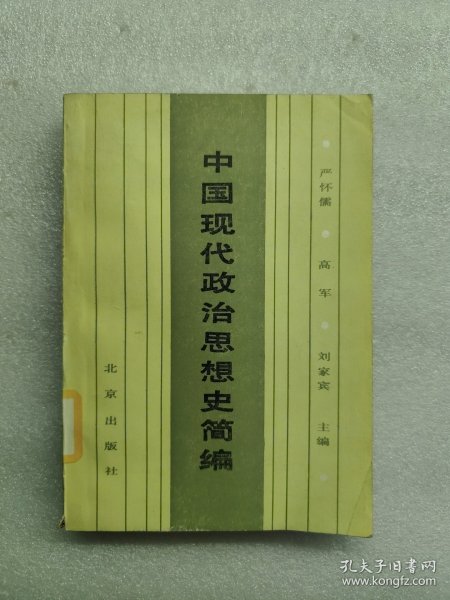 中国现代政治思想史简编
严怀儒 高军 刘家宾 主编
北京出版社
孔夫子旧书网
www.kongfz.com